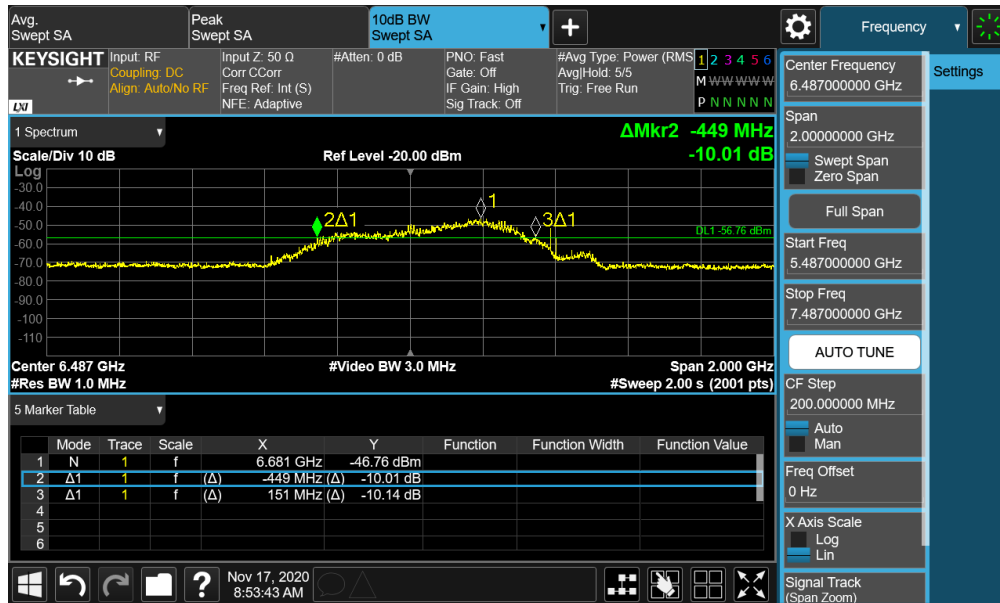 Avg.
Swept SA
Peak
Swept SA
10dB BW
Swept SA
Frequency
KEYSIGHT
LXI
Input: RF
Coupling: DC
Align: Auto/No RF
Input Z: 50 Ω
Corr CCorr
Freq Ref: Int (S)
NFE: Adaptive
#Atten: 0 dB
PNO: Fast
Gate: Off
IF Gain: High
Sig Track: Off
#Avg Type: Power (RMS
Avg|Hold: 5/5
Trig: Free Run
1 2 3 4 5 6
M W W W W W
P N N N N N
1 Spectrum
ΔMkr2 -449 MHz
-10.01 dB
Scale/Div 10 dB
Ref Level -20.00 dBm
Log
-30.0
-40.0
-50.0
-60.0
-70.0
-80.0
-90.0
-100
-110
2Δ1
1
3Δ1
DL1 -56.76 dBm
Center 6.487 GHz
#Video BW 3.0 MHz
Span 2.000 GHz
#Res BW 1.0 MHz
#Sweep 2.00 s (2001 pts)
5 Marker Table
Mode Trace Scale X Y Function Function Width Function Value
1 N 1 f 6.681 GHz -46.76 dBm
2 Δ1 1 f (Δ) -449 MHz (Δ) -10.01 dB
3 Δ1 1 f (Δ) 151 MHz (Δ) -10.14 dB
4
5
6
?
Nov 17, 2020
8:53:43 AM
Settings
Center Frequency
6.487000000 GHz
Span
2.00000000 GHz
Swept Span
Zero Span
Full Span
Start Freq
5.487000000 GHz
Stop Freq
7.487000000 GHz
AUTO TUNE
CF Step
200.000000 MHz
Auto
Man
Freq Offset
0 Hz
X Axis Scale
Log
Lin
Signal Track
(Span Zoom)